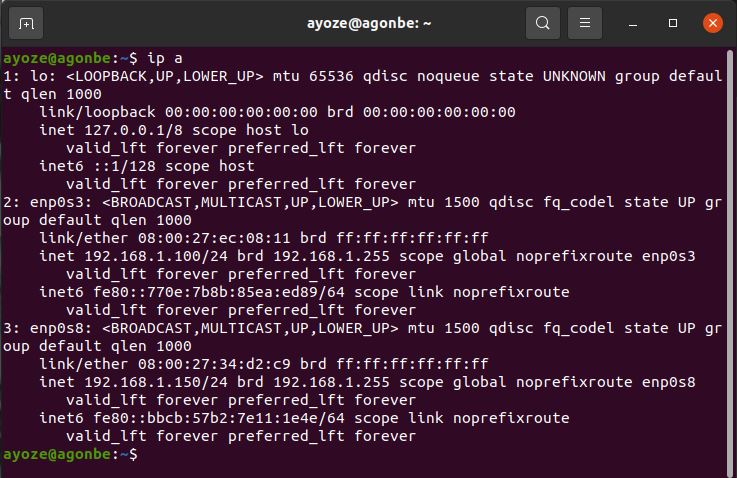 ayoze@agonbe: ~
ayoze@agonbe:~$ ip a
1: lo: <LOOPBACK,UP,LOWER_UP> mtu 65536 qdisc noqueue state UNKNOWN group defaul
t qlen 1000
    link/loopback 00:00:00:00:00:00 brd 00:00:00:00:00:00
    inet 127.0.0.1/8 scope host lo
       valid_lft forever preferred_lft forever
    inet6 ::1/128 scope host
       valid_lft forever preferred_lft forever
2: enp0s3: <BROADCAST,MULTICAST,UP,LOWER_UP> mtu 1500 qdisc fq_codel state UP gr
oup default qlen 1000
    link/ether 08:00:27:ec:08:11 brd ff:ff:ff:ff:ff:ff
    inet 192.168.1.100/24 brd 192.168.1.255 scope global noprefixroute enp0s3
       valid_lft forever preferred_lft forever
    inet6 fe80::770e:7b8b:85ea:ed89/64 scope link noprefixroute
       valid_lft forever preferred_lft forever
3: enp0s8: <BROADCAST,MULTICAST,UP,LOWER_UP> mtu 1500 qdisc fq_codel state UP gr
oup default qlen 1000
    link/ether 08:00:27:34:d2:c9 brd ff:ff:ff:ff:ff:ff
    inet 192.168.1.150/24 brd 192.168.1.255 scope global noprefixroute enp0s8
       valid_lft forever preferred_lft forever
    inet6 fe80::bbcb:57b2:7e11:1e4e/64 scope link noprefixroute
       valid_lft forever preferred_lft forever
ayoze@agonbe:~$